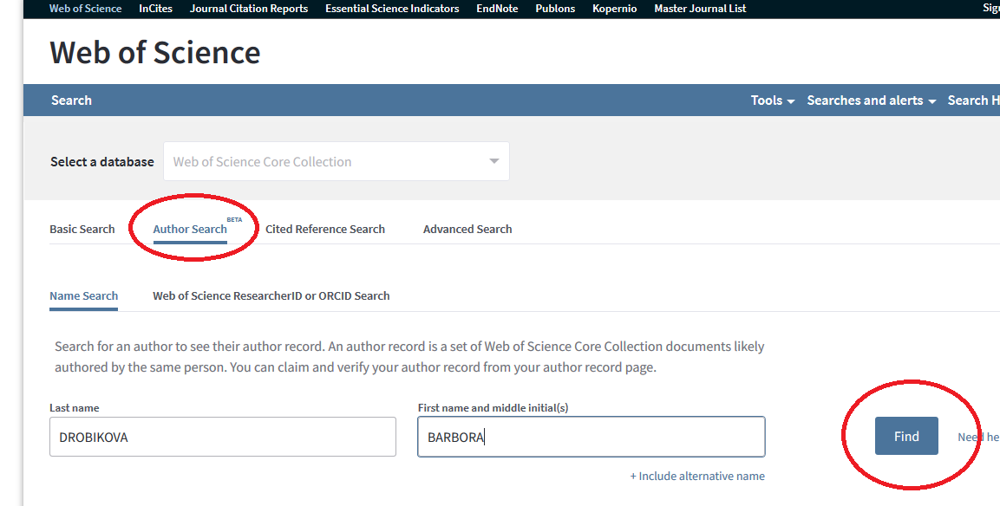 Web of Science InCites Journal Citation Reports Essential Science Indicators EndNote Publons Kopernio Master Journal List
Web of Science
Search Tools Searches and alerts Search
Select a database Web of Science Core Collection
Basic Search Author Search BETA Cited Reference Search Advanced Search
Name Search Web of Science ResearcherID or ORCID Search
Search for an author to see their author record. An author record is a set of Web of Science Core Collection documents likely
authored by the same person. You can claim and verify your author record from your author record page.
Last name First name and middle initial(s)
DROBIKOVA BARBORA Find Need
+ Include alternative name